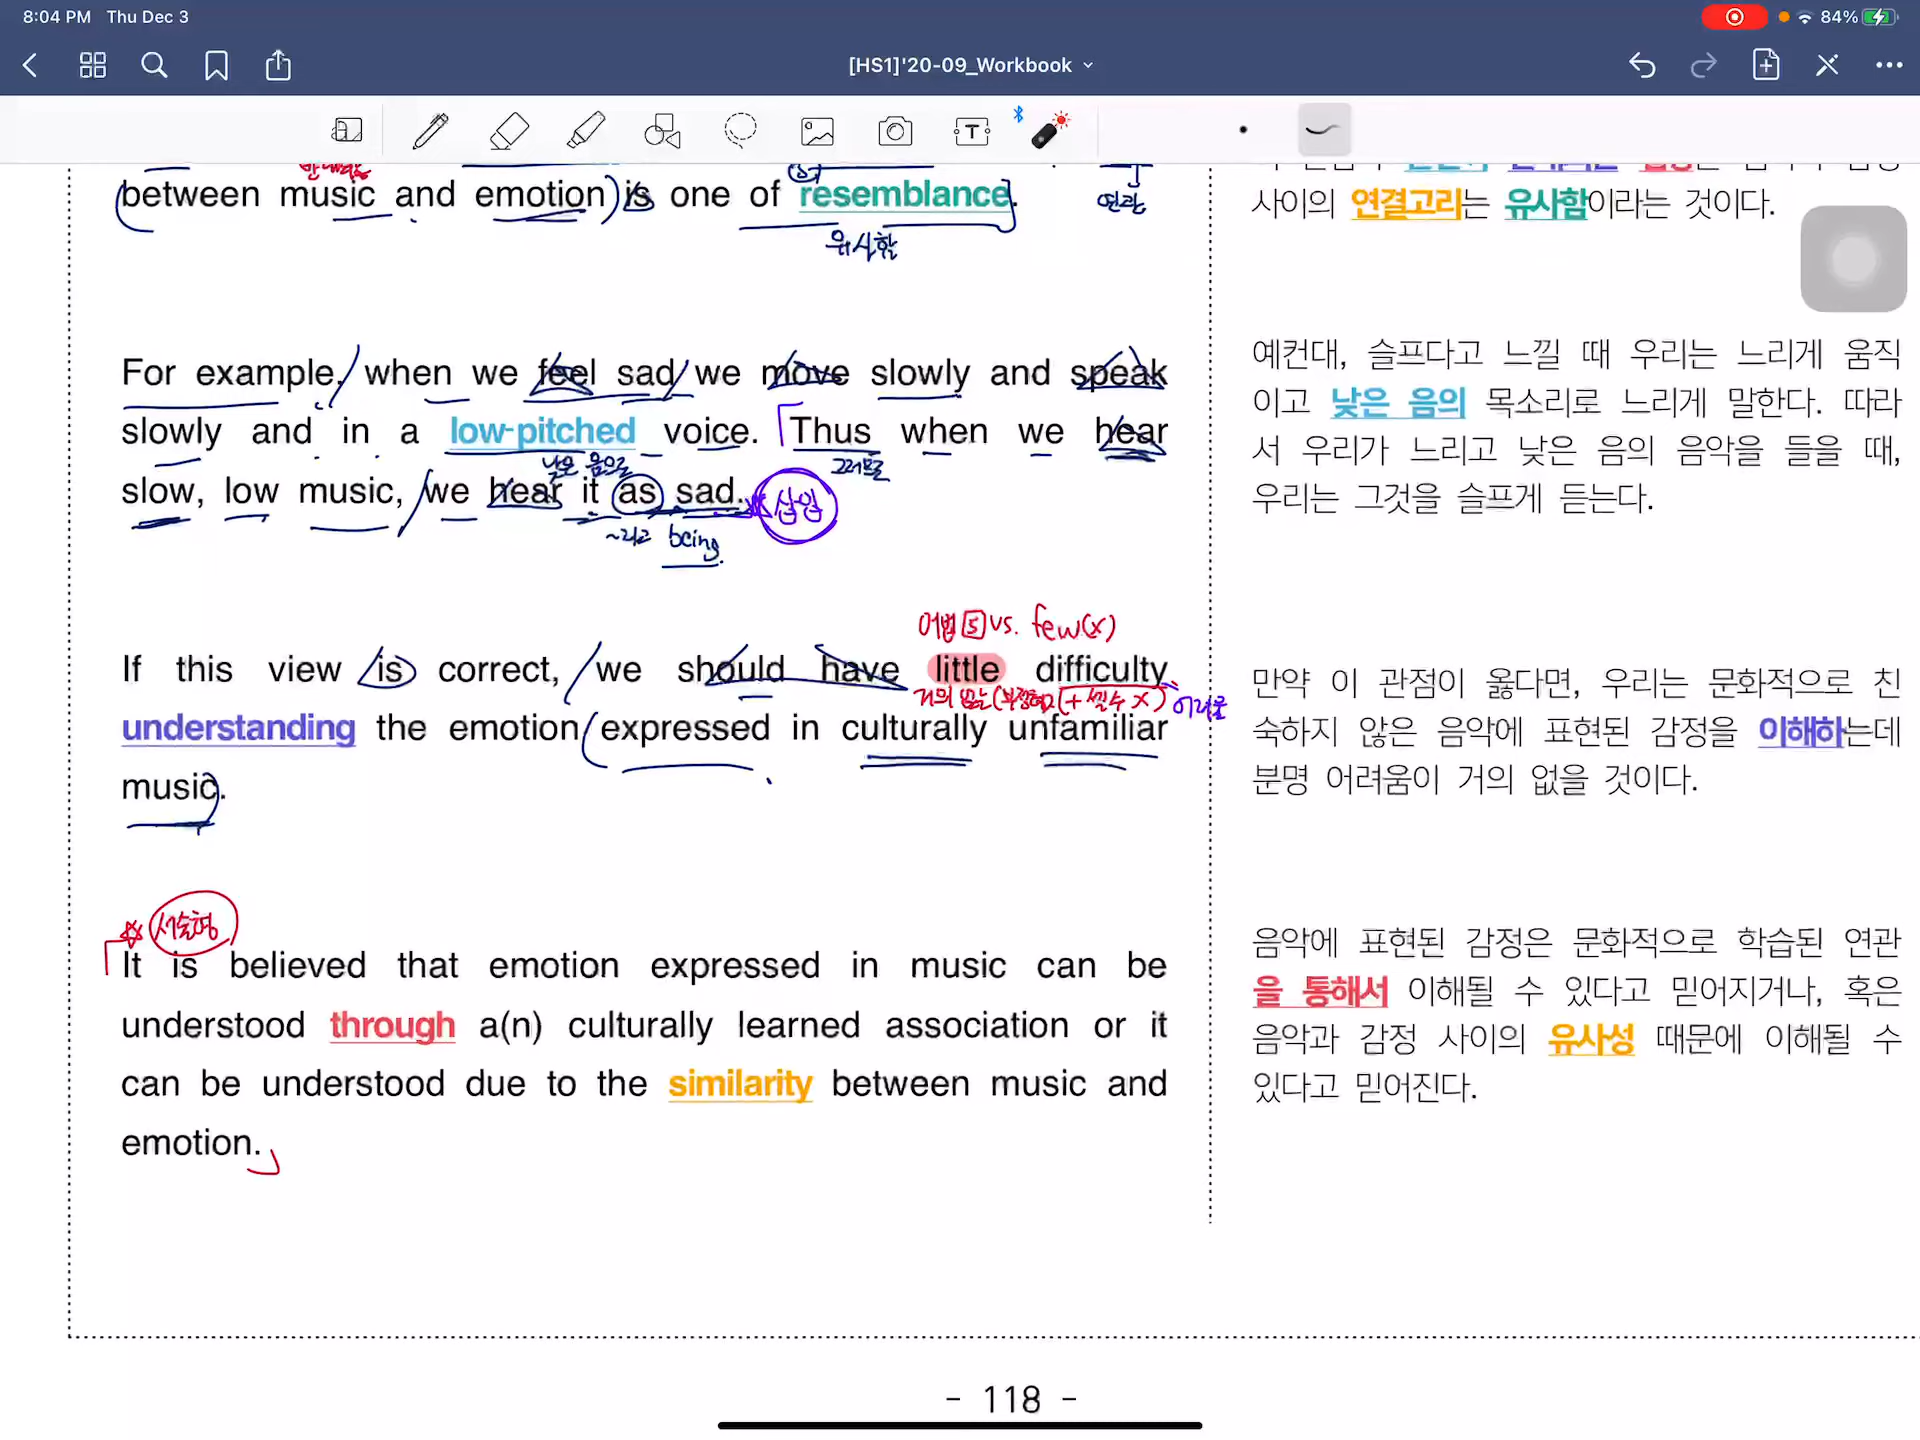 8:04 PM Thu Dec 3
84%
[HS1]'20-09_Workbook
between music and emotion) is one of resemblance.
연관
유사함
사이의 연결고리는 유사함이라는 것이다.
For example, when we feel sad, we move slowly and speak
slowly and in a low-pitched voice. Thus when we hear
낮은 음으로
그러므로
slow, low music, we hear it as sad.
삽입
~라고 being
예컨대, 슬프다고 느낄 때 우리는 느리게 움직
이고 낮은 음의 목소리로 느리게 말한다. 따라
서 우리가 느리고 낮은 음의 음악을 들을 때,
우리는 그것을 슬프게 듣는다.
어법 5 vs. few(x)
If this view is correct, we should have little difficulty
거의 없는 (부정형) (+셀수 X)
어려움
understanding the emotion (expressed in culturally unfamiliar
music).
만약 이 관점이 옳다면, 우리는 문화적으로 친
숙하지 않은 음악에 표현된 감정을 이해하는데
분명 어려움이 거의 없을 것이다.
서술형
It is believed that emotion expressed in music can be
understood through a(n) culturally learned association or it
can be understood due to the similarity between music and
emotion.
음악에 표현된 감정은 문화적으로 학습된 연관
을 통해서 이해될 수 있다고 믿어지거나, 혹은
음악과 감정 사이의 유사성 때문에 이해될 수
있다고 믿어진다.
- 118 -